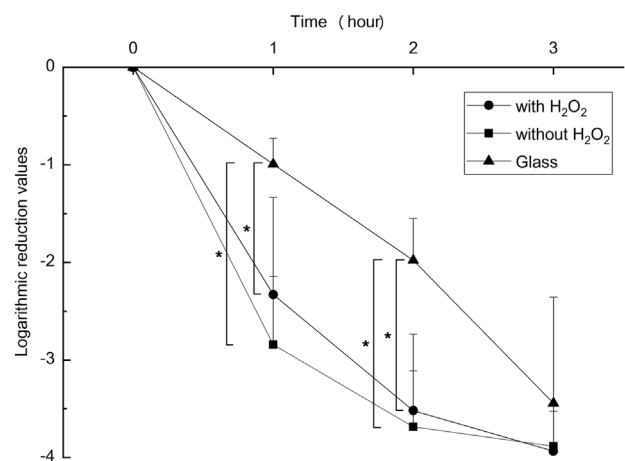 Time ( hour)
0 1 2 3
0
-1
-2
-3
-4
Logarithmic reduction values
with H₂O₂
without H₂O₂
Glass
*
*
*
*